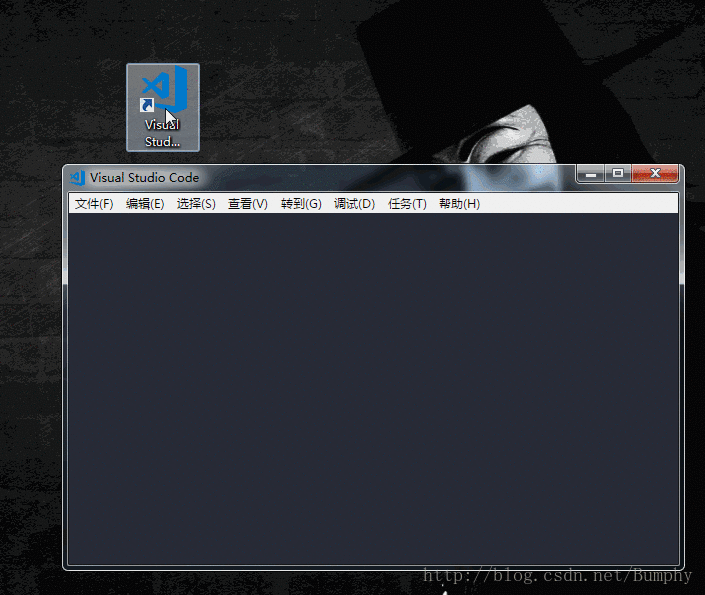 Visual
Stud...
Visual Studio Code
文件(F) 编辑(E) 选择(S) 查看(V) 转到(G) 调试(D) 任务(T) 帮助(H)
http://blog.csdn.net/Bumphy